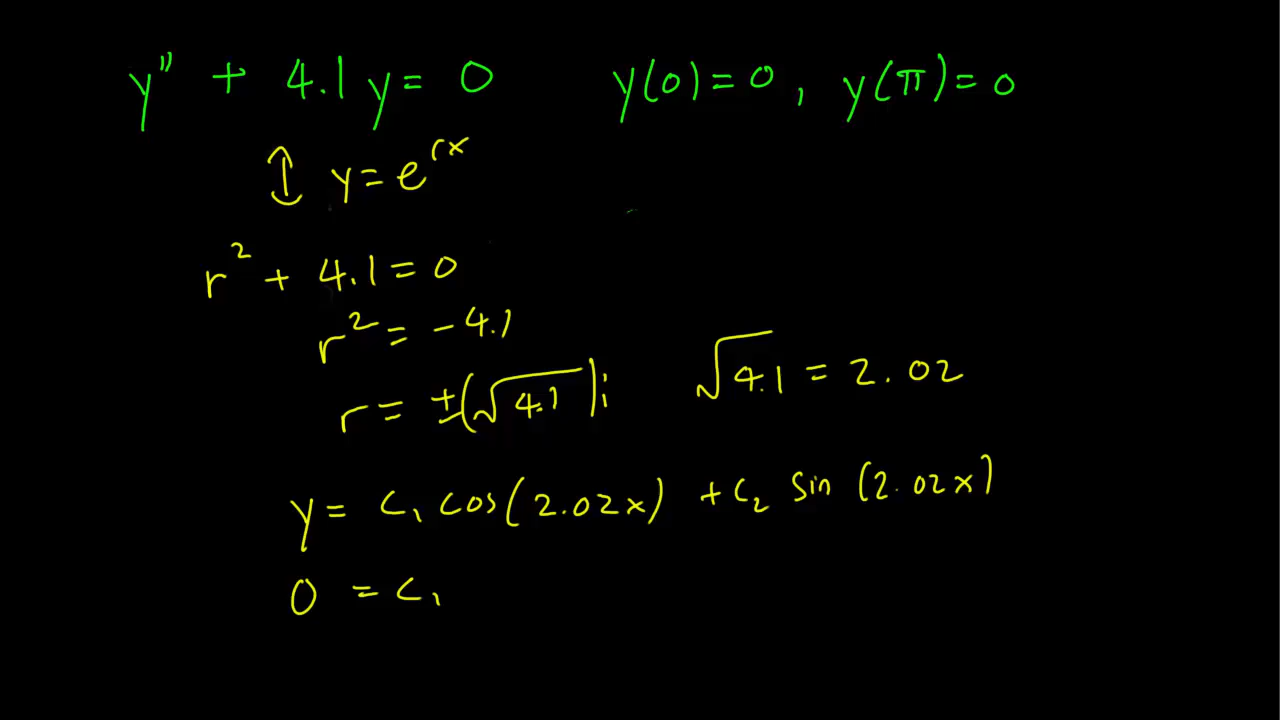 y" + 4.1y = 0 y(0) = 0, y(π) = 0
↕ y = e^{rx}
r² + 4.1 = 0
r² = -4.1
r = ±(√4.1)i √4.1 = 2.02
y = c₁ cos(2.02x) + c₂ sin(2.02x)
0 = c₁